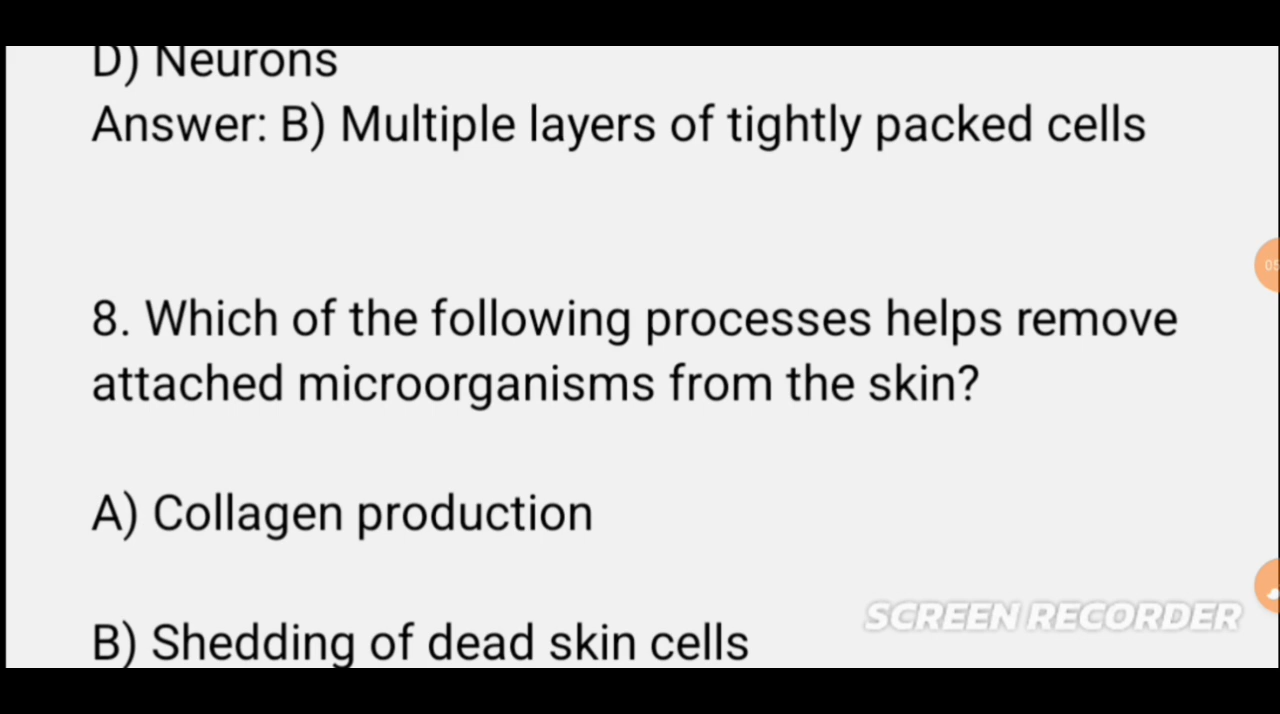 D) Neurons
Answer: B) Multiple layers of tightly packed cells
8. Which of the following processes helps remove
attached microorganisms from the skin?
A) Collagen production
B) Shedding of dead skin cells
SCREEN RECORDER